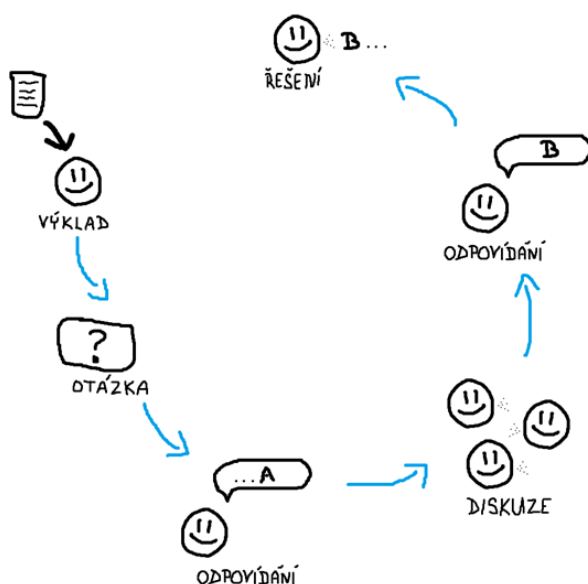 VÝKLAD
?
OTÁZKA
...A
ODPOVÍDÁNÍ
DISKUZE
B
ODPOVÍDÁNÍ
B...
ŘEŠENÍ